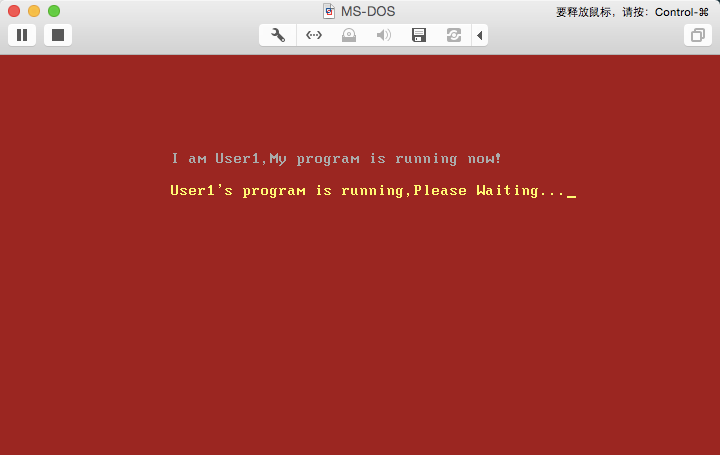 MS-DOS
要释放鼠标，请按：Control-⌘
I am User1,My program is running now!
User1's program is running,Please Waiting..._